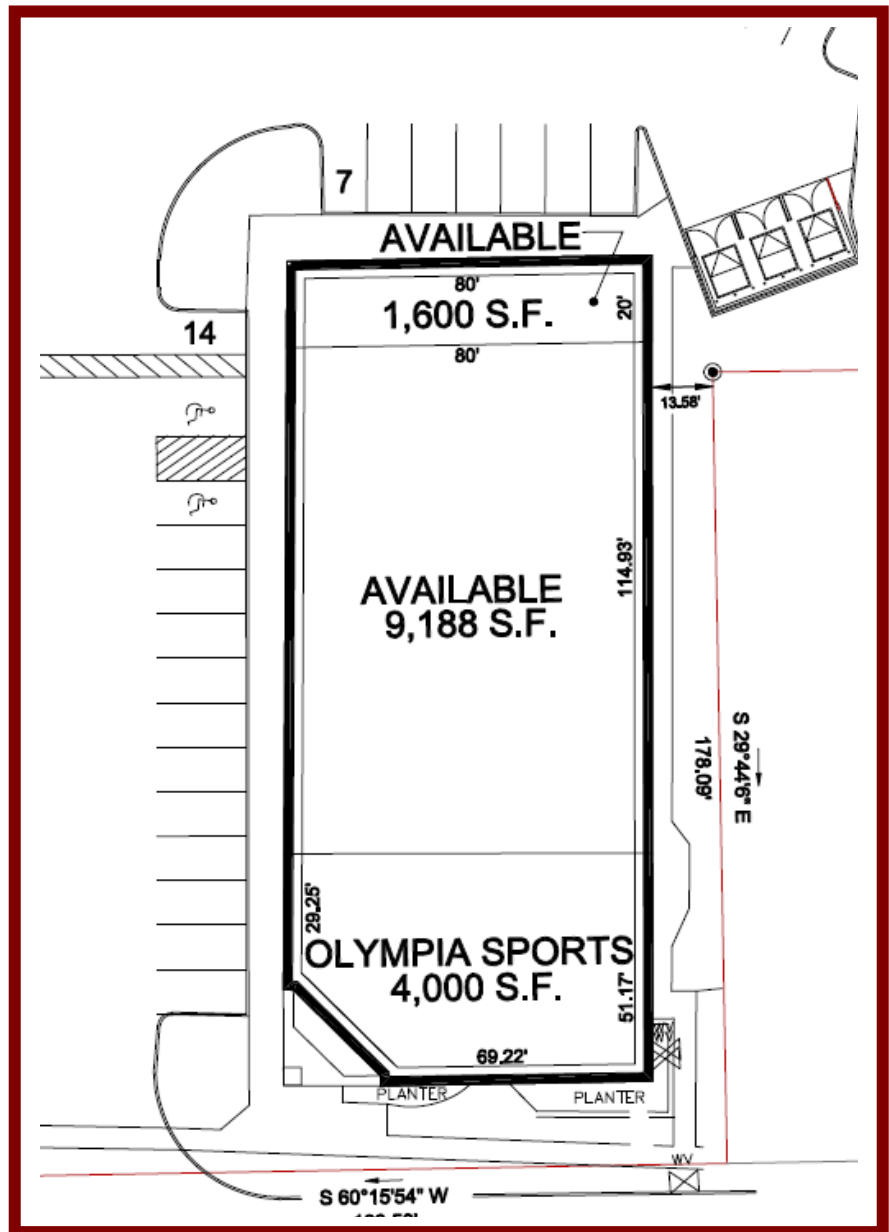 7
AVAILABLE
80'
1,600 S.F.
20'
14
80'
13.58'
114.93'
AVAILABLE
9,188 S.F.
S 29°44'6" E
178.09'
29.25'
OLYMPIA SPORTS
4,000 S.F.
51.17'
69.22'
PLANTER
PLANTER
WV
S 60°15'54" W